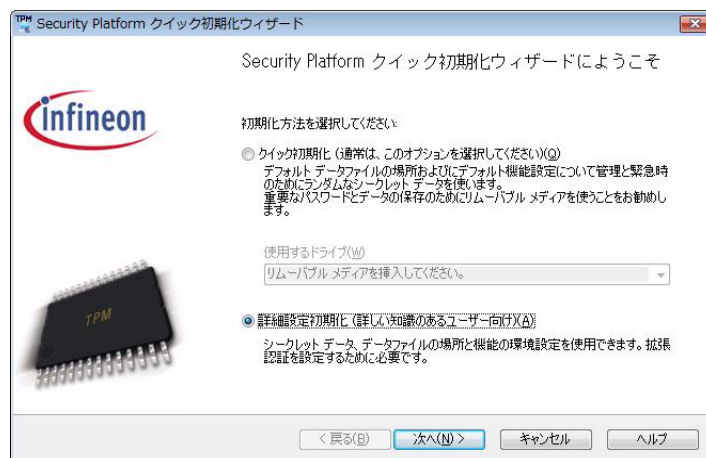 TPM Security Platform クイック初期化ウィザード
Security Platform クイック初期化ウィザードにようこそ
infineon
初期化方法を選択してください:
クイック初期化 (通常は、このオプションを選択してください)(Q)
デフォルト データファイルの場所およびにデフォルト機能設定について管理と緊急時
のためにランダムなシークレット データを使います。
重要なパスワードとデータの保存のためにリムーバブル メディアを使うことをお勧めし
ます。
使用するドライブ(W)
リムーバブル メディアを挿入してください。
TPM
詳細設定初期化 (詳しい知識のあるユーザー向け)(A)
シークレット データ、データファイルの場所と機能の環境設定を使用できます。拡張
認証を設定するために必要です。
< 戻る(B)
次へ(N) >
キャンセル
ヘルプ